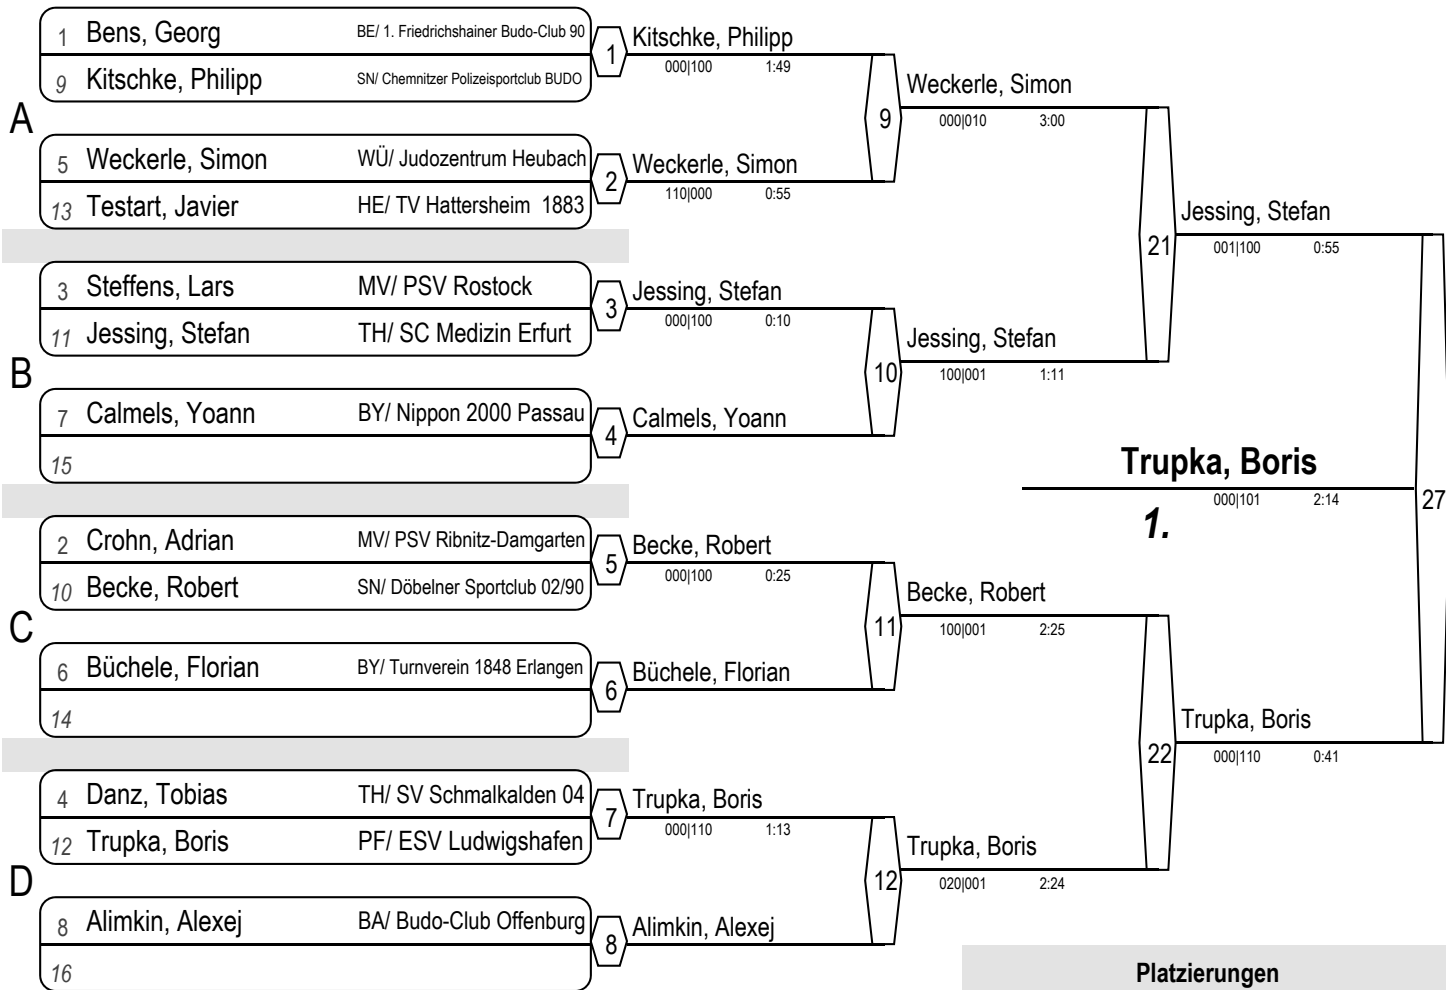 1 Bens, Georg BE/ 1. Friedrichshainer Budo-Club 90
9 Kitschke, Philipp SN/ Chemnitzer Polizeisportclub BUDO
1
Kitschke, Philipp
000|100 1:49
A
5 Weckerle, Simon WÜ/ Judozentrum Heubach
13 Testart, Javier HE/ TV Hattersheim 1883
2
Weckerle, Simon
110|000 0:55
9
Weckerle, Simon
000|010 3:00
3 Steffens, Lars MV/ PSV Rostock
11 Jessing, Stefan TH/ SC Medizin Erfurt
3
Jessing, Stefan
000|100 0:10
B
7 Calmels, Yoann BY/ Nippon 2000 Passau
15
4
Calmels, Yoann
10
Jessing, Stefan
100|001 1:11
21
Jessing, Stefan
001|100 0:55
2 Crohn, Adrian MV/ PSV Ribnitz-Damgarten
10 Becke, Robert SN/ Döbelner Sportclub 02/90
5
Becke, Robert
000|100 0:25
C
6 Büchele, Florian BY/ Turnverein 1848 Erlangen
14
6
Büchele, Florian
11
Becke, Robert
100|001 2:25
4 Danz, Tobias TH/ SV Schmalkalden 04
12 Trupka, Boris PF/ ESV Ludwigshafen
7
Trupka, Boris
000|110 1:13
D
8 Alimkin, Alexej BA/ Budo-Club Offenburg
16
8
Alimkin, Alexej
12
Trupka, Boris
020|001 2:24
22
Trupka, Boris
000|110 0:41
27
Trupka, Boris
000|101 2:14
1.
Platzierungen